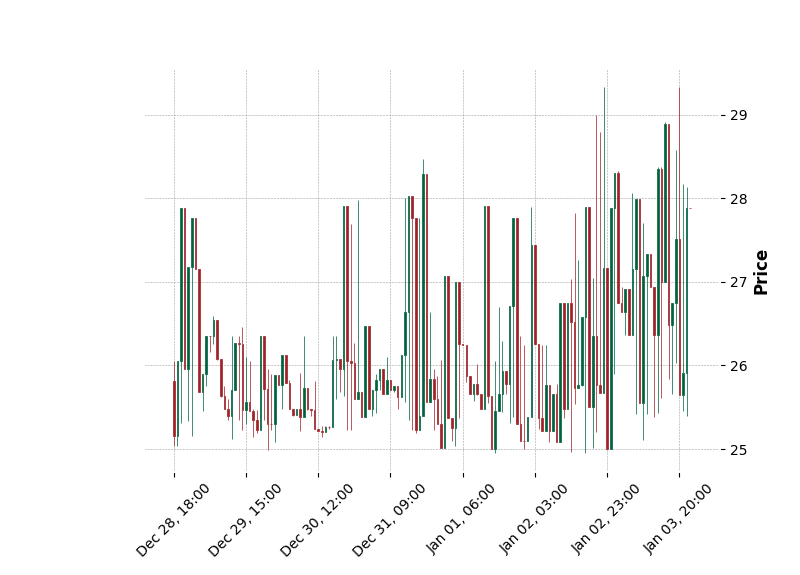 29
28
27
26
25
Price
Dec 28, 18:00
Dec 29, 15:00
Dec 30, 12:00
Dec 31, 09:00
Jan 01, 06:00
Jan 02, 03:00
Jan 02, 23:00
Jan 03, 20:00